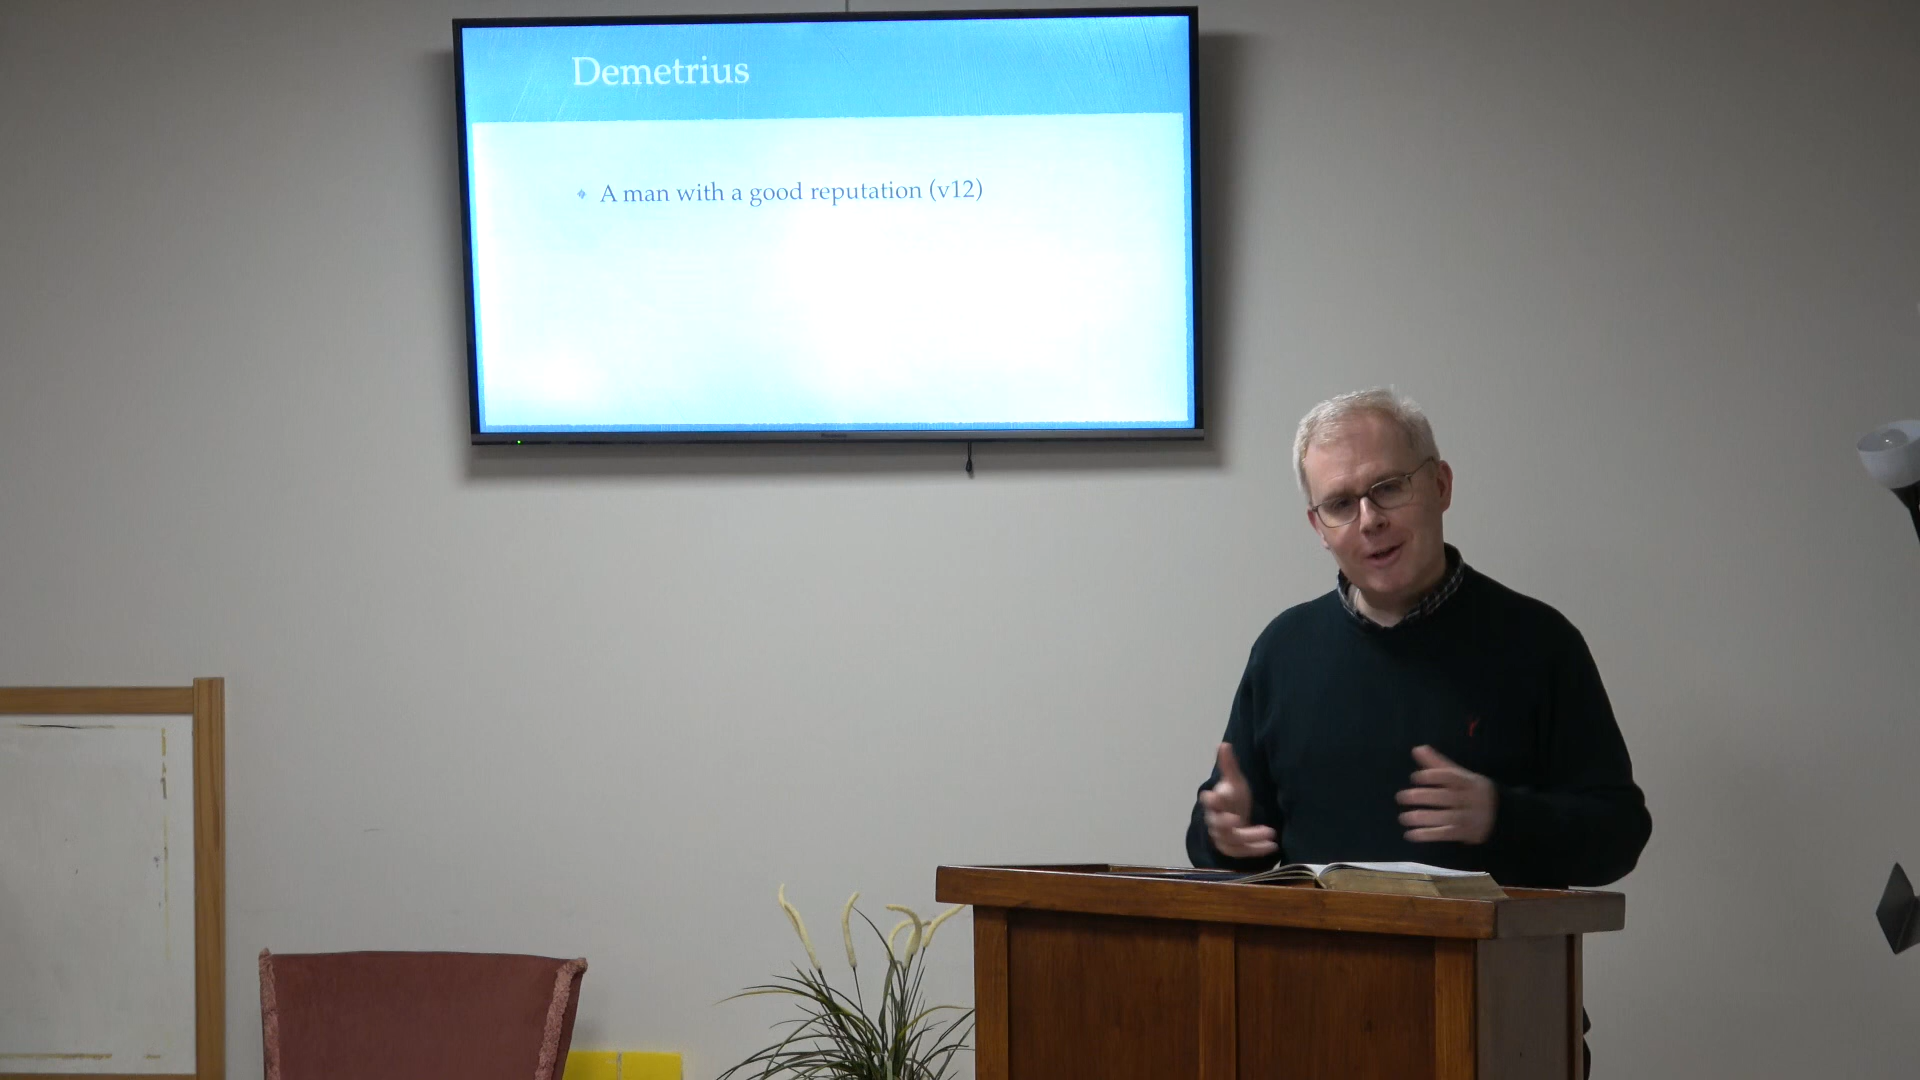 Demetrius
A man with a good reputation (v12)